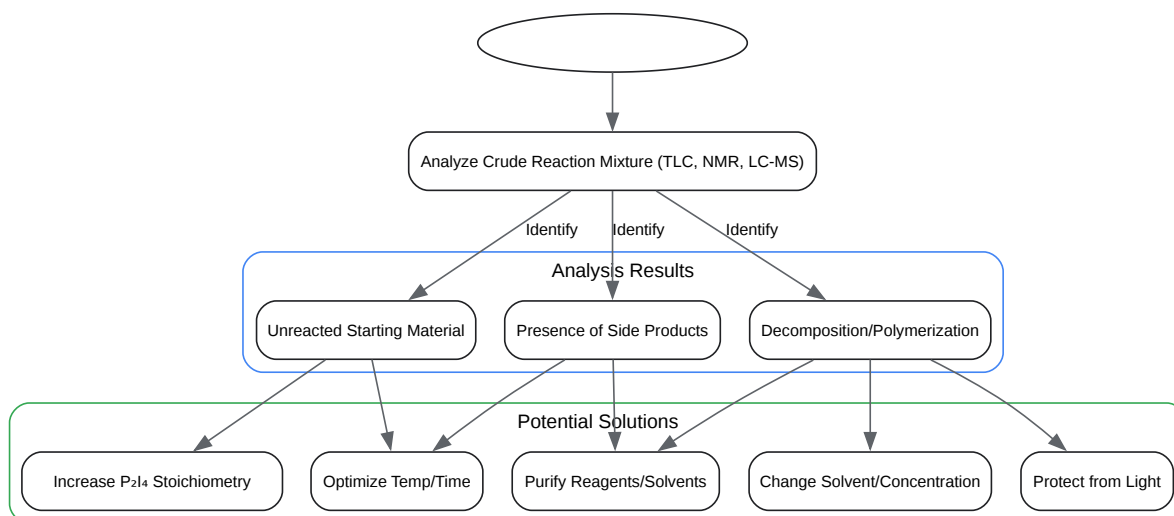 Analyze Crude Reaction Mixture (TLC, NMR, LC-MS)
Identify
Identify
Identify
Analysis Results
Unreacted Starting Material
Presence of Side Products
Decomposition/Polymerization
Potential Solutions
Increase P₂I₄ Stoichiometry
Optimize Temp/Time
Purify Reagents/Solvents
Change Solvent/Concentration
Protect from Light